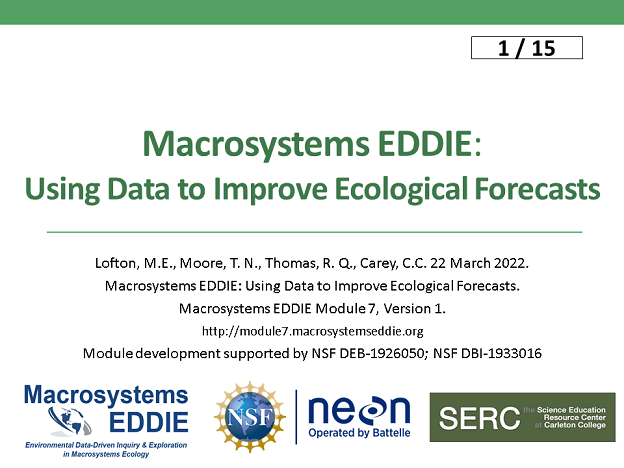 1 / 15
Macrosystems EDDIE:
Using Data to Improve Ecological Forecasts
Lofton, M.E., Moore, T. N., Thomas, R. Q., Carey, C.C. 22 March 2022.
Macrosystems EDDIE: Using Data to Improve Ecological Forecasts.
Macrosystems EDDIE Module 7, Version 1.
http://module7.macrosystemseddie.org
Module development supported by NSF DEB-1926050; NSF DBI-1933016
Macrosystems
EDDIE
Environmental Data-Driven Inquiry & Exploration
in Macrosystems Ecology
NSF
neon
Operated by Battelle
SERC
the Science Education
Resource Center
at Carleton College